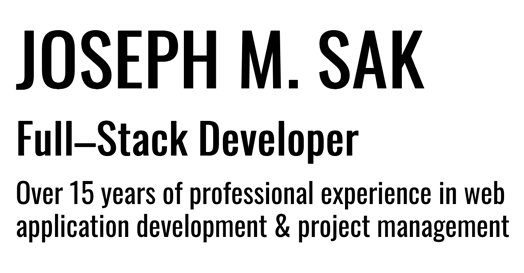 JOSEPH M. SAK
Full–Stack Developer
Over 15 years of professional experience in web
application development & project management